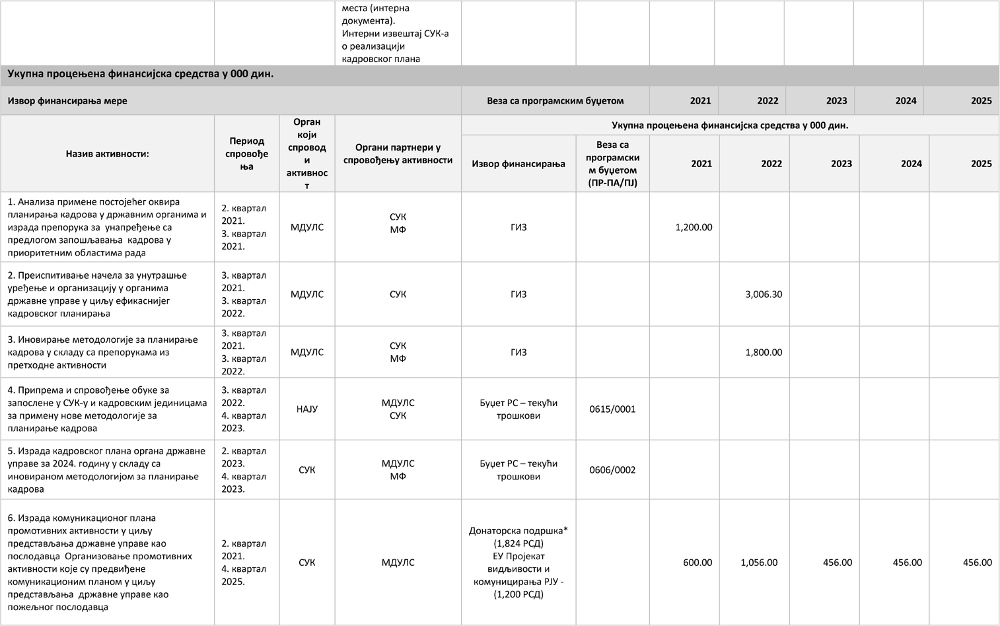 места (интерна
документа).
Интерни извештај СУК-а
о реализацији
кадровског плана
Укупна процењена финансијска средства у 000 дин.
Извор финансирања мере
Веза са програмским буџетом
2021
2022
2023
2024
2025
Назив активности:
Период
спровође
ња
Орган
који
спровод
и
активнос
т
Органи партнери у
спровођењу активности
Укупна процењена финансијска средства у 000 дин.
Извор финансирања
Веза са
програмски
м буџетом
(ПР-ПА/ПЈ)
2021
2022
2023
2024
2025
1. Анализа примене постојећег оквира
планирања кадрова у државним органима и
израда препорука за унапређење са
предлогом запошљавања кадрова у
приоритетним областима рада
2. квартал
2021.
3. квартал
2021.
МДУЛС
СУК
МФ
ГИЗ
1,200.00
2. Преиспитивање начела за унутрашње
уређење и организацију у органима
државне управе у циљу ефикаснијег
кадровског планирања
3. квартал
2021.
3. квартал
2022.
МДУЛС
СУК
ГИЗ
3,006.30
3. Иновирање методологије за планирање
кадрова у складу са препорукама из
претходне активности
3. квартал
2021.
3. квартал
2022.
МДУЛС
СУК
МФ
ГИЗ
1,800.00
4. Припрема и спровођење обуке за
запослене у СУК-у и кадровским јединицама
за примену нове методологије за
планирање кадрова
3. квартал
2022.
4. квартал
2023.
НАЈУ
МДУЛС
СУК
Буџет РС – текући
трошкови
0615/0001
5. Израда кадровског плана органа државне
управе за 2024. годину у складу са
иновираном методологијом за планирање
кадрова
2. квартал
2023.
4. квартал
2023.
СУК
МДУЛС
МФ
Буџет РС – текући
трошкови
0606/0002
6. Израда комуникационог плана
промотивних активности у циљу
представљања државне управе као
послодавца Организовање промотивних
активности које су предвиђене
комуникационим планом у циљу
представљања државне управе као
пожељног послодавца
2. квартал
2021.
4. квартал
2025.
СУК
МДУЛС
Донаторска подршка*
(1,824 РСД)
ЕУ Пројекат
видљивости и
комуницирања РЈУ -
(1,200 РСД)
600.00
1,056.00
456.00
456.00
456.00